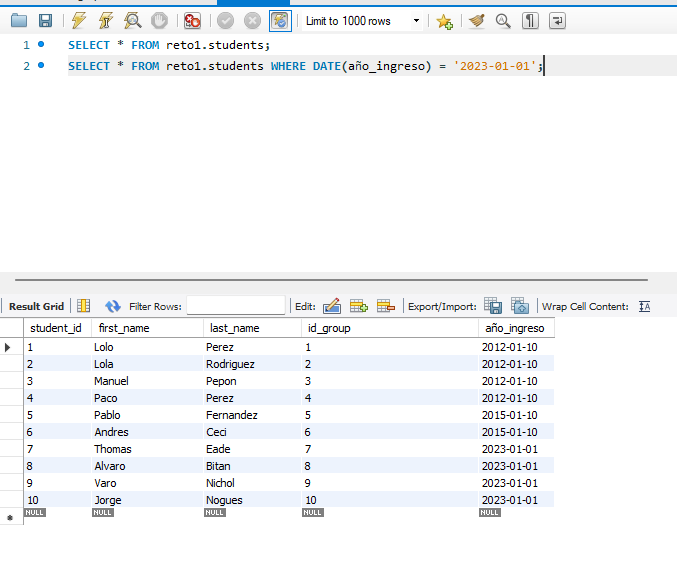 Limit to 1000 rows
1 SELECT * FROM reto1.students;
2 SELECT * FROM reto1.students WHERE DATE(año_ingreso) = '2023-01-01';
Result Grid Filter Rows: Edit: Export/Import: Wrap Cell Content:
student_id first_name last_name id_group año_ingreso
1 Lolo Perez 1 2012-01-10
2 Lola Rodriguez 2 2012-01-10
3 Manuel Pepon 3 2012-01-10
4 Paco Perez 4 2012-01-10
5 Pablo Fernandez 5 2015-01-10
6 Andres Ceci 6 2015-01-10
7 Thomas Eade 7 2023-01-01
8 Alvaro Bitan 8 2023-01-01
9 Varo Nichol 9 2023-01-01
10 Jorge Nogues 10 2023-01-01
NULL NULL NULL NULL NULL